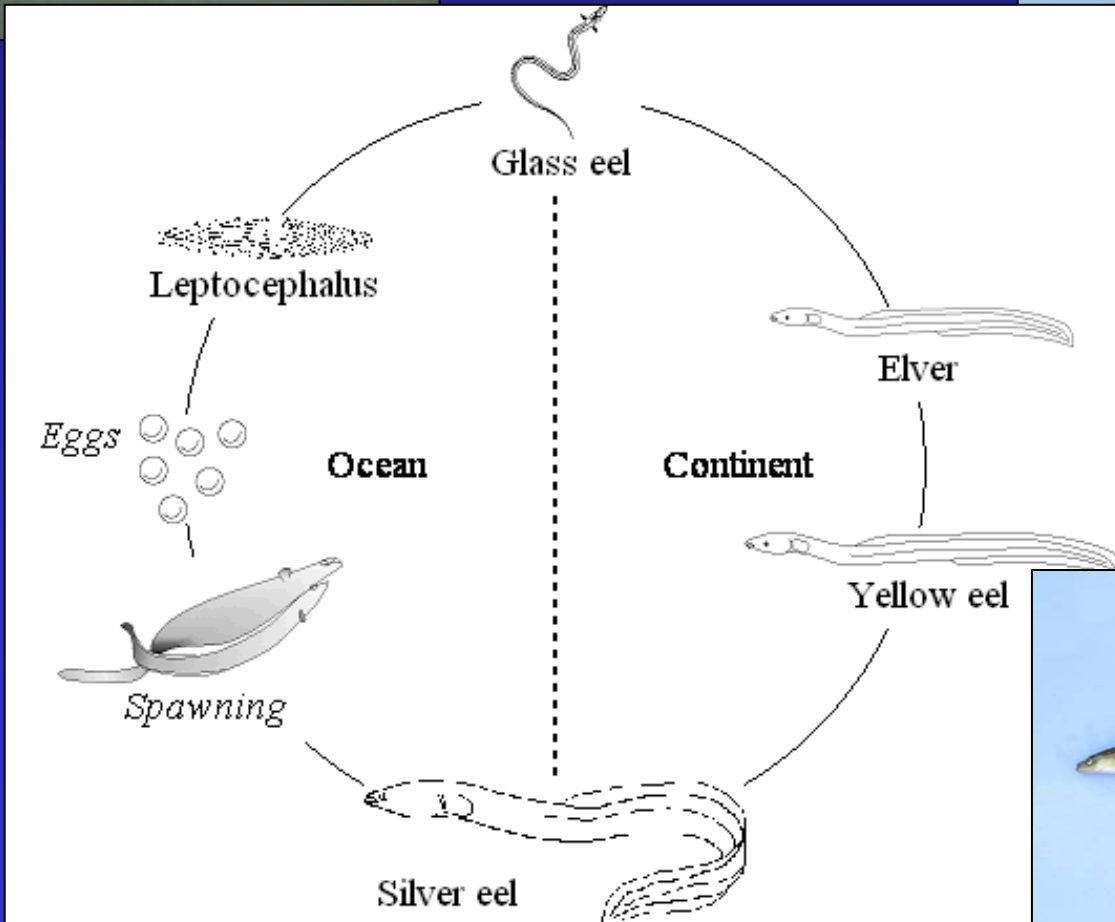 Glass eel
Leptocephalus
Elver
Eggs
Ocean
Continent
Yellow eel
Spawning
Silver eel